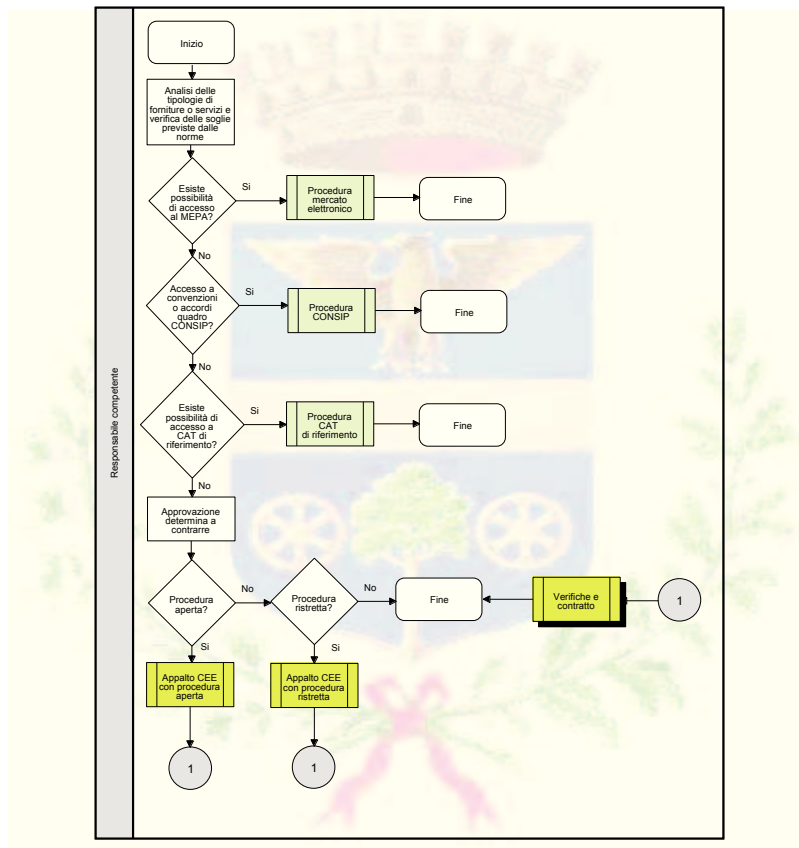 Responsabile competente
Inizio
Analisi delle
tipologie di
forniture o servizi e
verifica delle soglie
previste dalle
norme
Esiste
possibilità
di accesso
al MEPA?
Si
Procedura
mercato
elettronico
Fine
No
Accesso a
convenzioni
o accordi
quadro
CONSIP?
Si
Procedura
CONSIP
Fine
No
Esiste
possibilità di
accesso a
CAT di
riferimento?
Si
Procedura
CAT
di riferimento
Fine
No
Approvazione
determina a
contrarre
Procedura
aperta?
No
Procedura
ristretta?
No
Fine
Verifiche e
contratto
1
Si
Si
Appalto CEE
con procedura
aperta
Appalto CEE
con procedura
ristretta
1
1